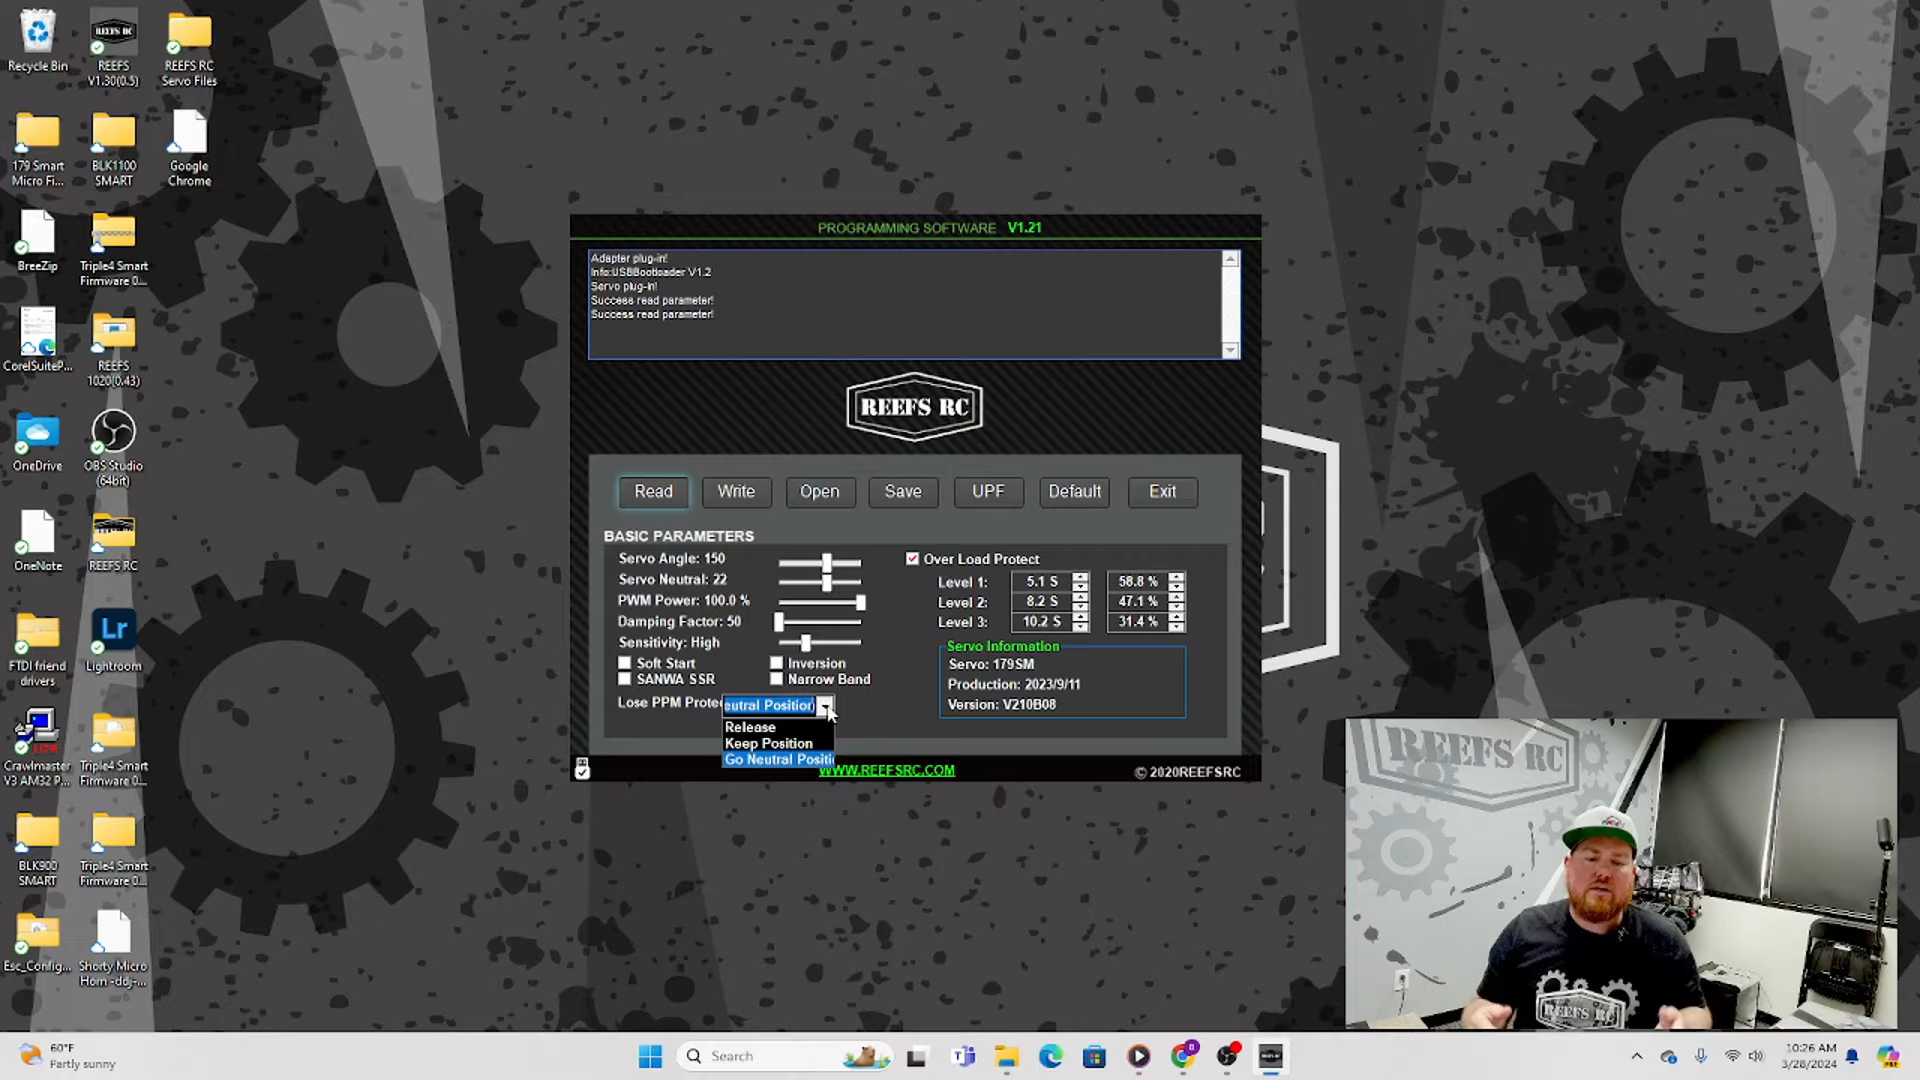 Recycle Bin
REEFS
V1.30(0.5)
REEFS RC
Servo Files
179 Smart
Micro Fi...
BLK1100
SMART
Google
Chrome
BreeZip
Triple4 Smart
Firmware 0...
CorelSuiteP...
REEFS
1020(0.43)
OneDrive
OBS Studio
(64bit)
OneNote
REEFS RC
FTDI friend
drivers
Lr
Lightroom
Crawlmaster
V3 AM32 P...
Triple4 Smart
Firmware 0...
BLK900
SMART
Triple4 Smart
Firmware 0...
Esc_Config...
Shorty Micro
Horn -ddj-...
PROGRAMMING SOFTWARE V1.21
Adapter plug-in!
Info:USBBootloader V1.2
Servo plug-in!
Success read parameter!
Success read parameter!
REEFS RC
Read Write Open Save UPF Default Exit
BASIC PARAMETERS
Servo Angle: 150
Servo Neutral: 22
PWM Power: 100.0 %
Damping Factor: 50
Sensitivity: High
Soft Start
Inversion
SANWA SSR
Narrow Band
Lose PPM Protec
eutral Position
Release
Keep Position
Go Neutral Positi
Over Load Protect
Level 1: 5.1 S 58.8 %
Level 2: 8.2 S 47.1 %
Level 3: 10.2 S 31.4 %
Servo Information
Servo: 179SM
Production: 2023/9/11
Version: V210B08
WWW.REEFSRC.COM
© 2020REEFSRC
REEFS RC
REEFS RC
60°F
Partly sunny
Search
10:26 AM
3/28/2024